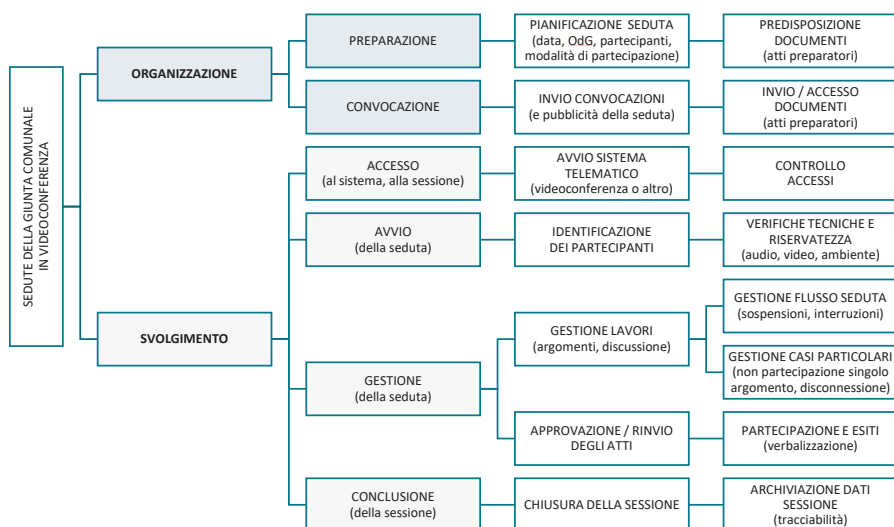 SEDUTE DELLA GIUNTA COMUNALE
IN VIDEOCONFERENZA
ORGANIZZAZIONE
PREPARAZIONE
PIANIFICAZIONE SEDUTA
(data, OdG, partecipanti,
modalità di partecipazione)
PREDISPOSIZIONE
DOCUMENTI
(atti preparatori)
CONVOCAZIONE
INVIO CONVOCAZIONI
(e pubblicità della seduta)
INVIO / ACCESSO
DOCUMENTI
(atti preparatori)
SVOLGIMENTO
ACCESSO
(al sistema, alla sessione)
AVVIO SISTEMA
TELEMATICO
(videoconferenza o altro)
CONTROLLO
ACCESSI
AVVIO
(della seduta)
IDENTIFICAZIONE
DEI PARTECIPANTI
VERIFICHE TECNICHE E
RISERVATEZZA
(audio, video, ambiente)
GESTIONE
(della seduta)
GESTIONE LAVORI
(argomenti, discussione)
GESTIONE FLUSSO SEDUTA
(sospensioni, interruzioni)
GESTIONE CASI PARTICOLARI
(non partecipazione singolo
argomento, disconnessione)
APPROVAZIONE / RINVIO
DEGLI ATTI
PARTECIPAZIONE E ESITI
(verbalizzazione)
CONCLUSIONE
(della sessione)
CHIUSURA DELLA SESSIONE
ARCHIVIAZIONE DATI
SESSIONE
(tracciabilità)